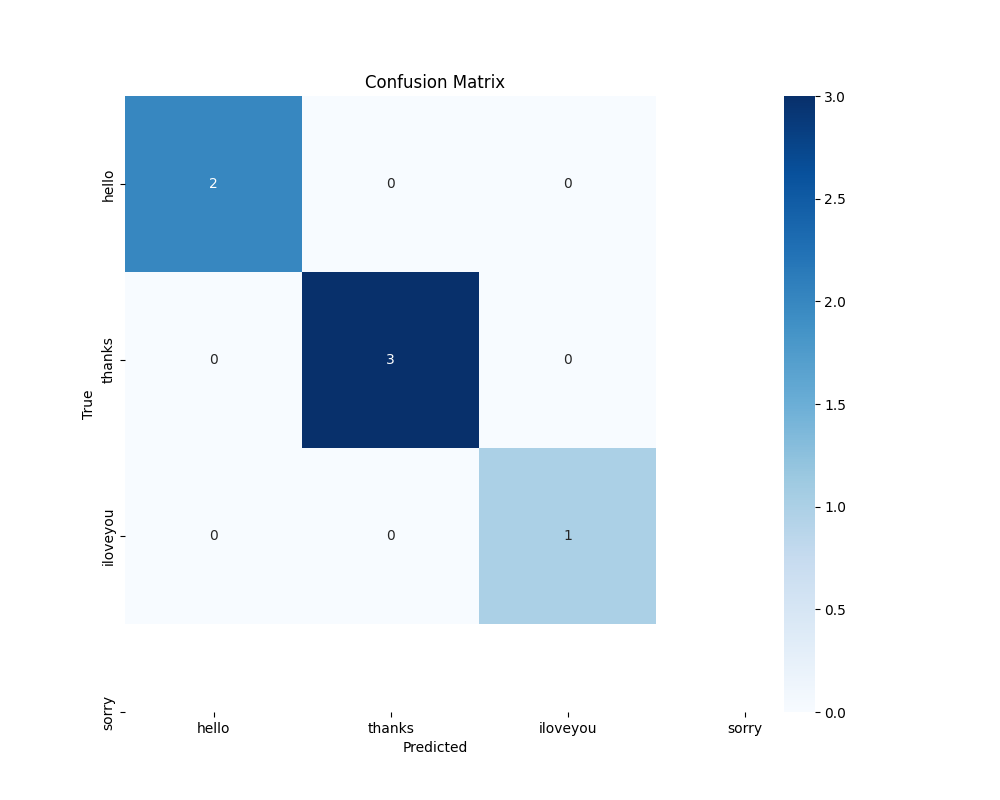 Confusion Matrix
hello
2
0
0
thanks
0
3
0
iloveyou
0
0
1
sorry
True
hello
thanks
iloveyou
sorry
Predicted
3.0
2.5
2.0
1.5
1.0
0.5
0.0